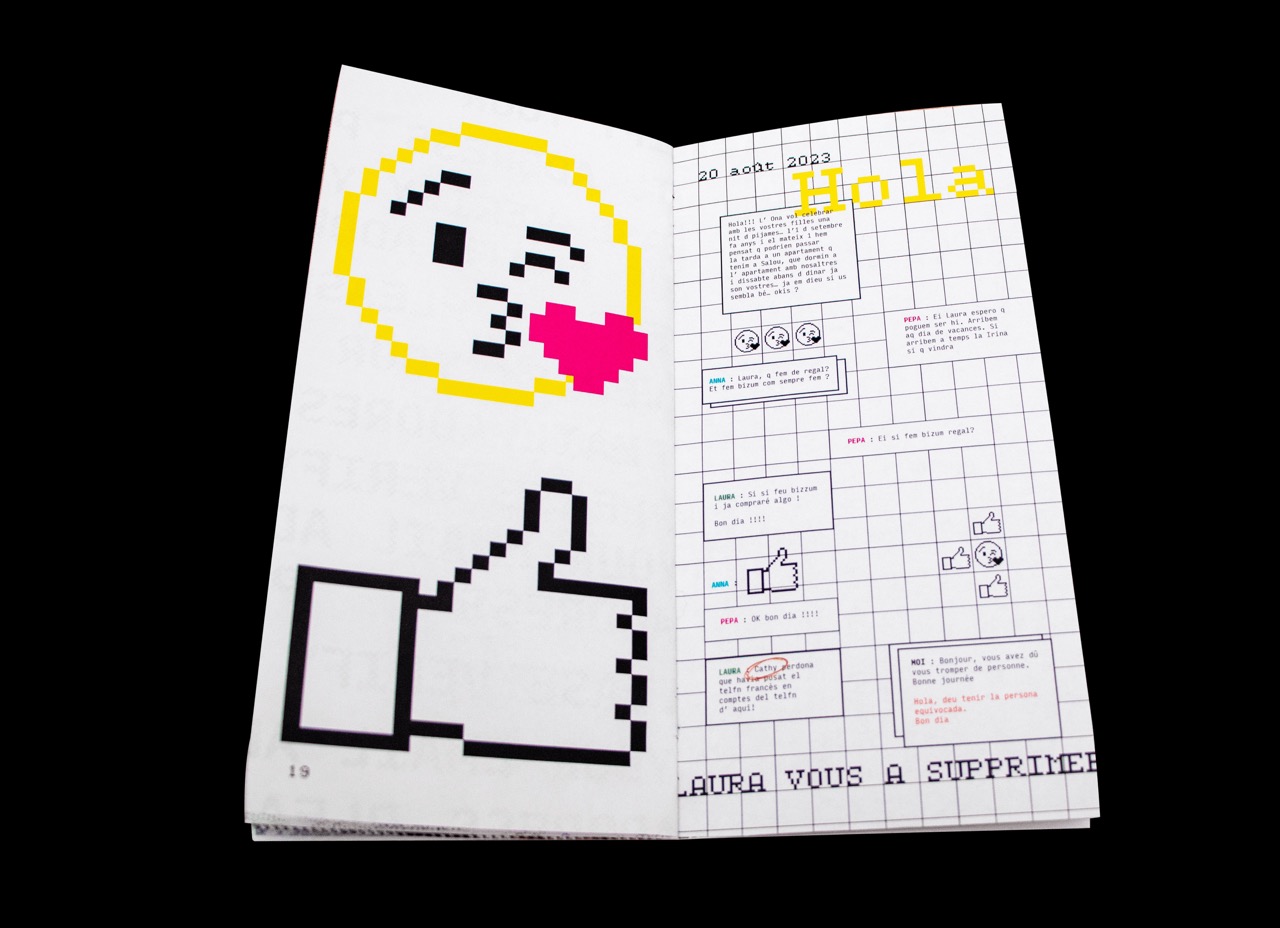 19
20 août 2023
Hola
Hola!!! L' Ona vol celebrar
amb les vostres filles una
nit d pijames… l'1 d setembre
fa anys i el mateix 1 hem
pensat q podrien passar
la tarda a un apartament q
tenim a Salou, que dormin a
l' apartament amb nosaltres
i dissabte abans d dinar ja
son vostres… ja em dieu si us
sembla bé… okis ?
PEPA : Ei Laura espero q
poguem ser hi. Arribem
aq dia de vacances. Si
arribem a temps la Irina
si q vindra
ANNA : Laura, q fem de regal?
Et fem bizum com sempre fem ?
PEPA : Ei si fem bizum regal?
LAURA : Si si feu bizzum
i ja compraré algo !
Bon dia !!!!
ANNA :
PEPA : OK bon dia !!!!
LAURA : Cathy perdona
que havia posat el
telfn francés en
comptes del telfn
d' aquí!
MOI : Bonjour, vous avez dû
vous tromper de personne.
Bonne journée
Hola, deu tenir la persona
equivocada.
Bon dia
LAURA VOUS A SUPPRIMER